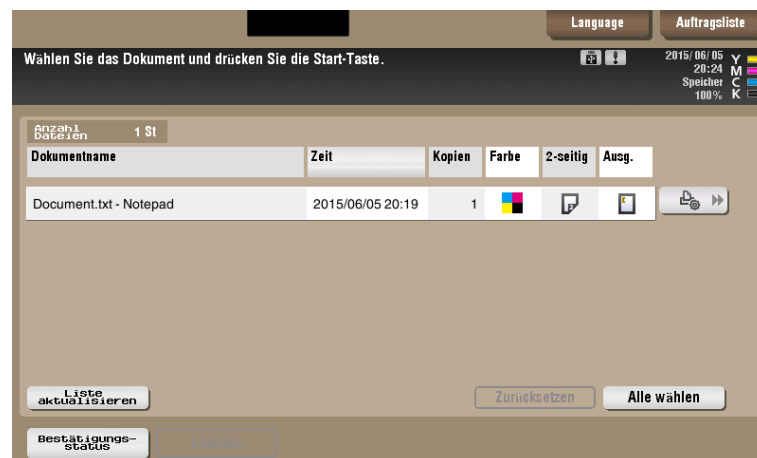 Language
Auftragsliste
Wählen Sie das Dokument und drücken Sie die Start-Taste.
2015/06/05
20:24
Speicher
100%
Y
M
C
K
Anzahl
Dateien
1 St
Dokumentname Zeit Kopien Farbe 2-seitig Ausg.
Document.txt - Notepad 2015/06/05 20:19 1
Liste
aktualisieren
Zurücksetzen
Alle wählen
Bestätigungs-
status